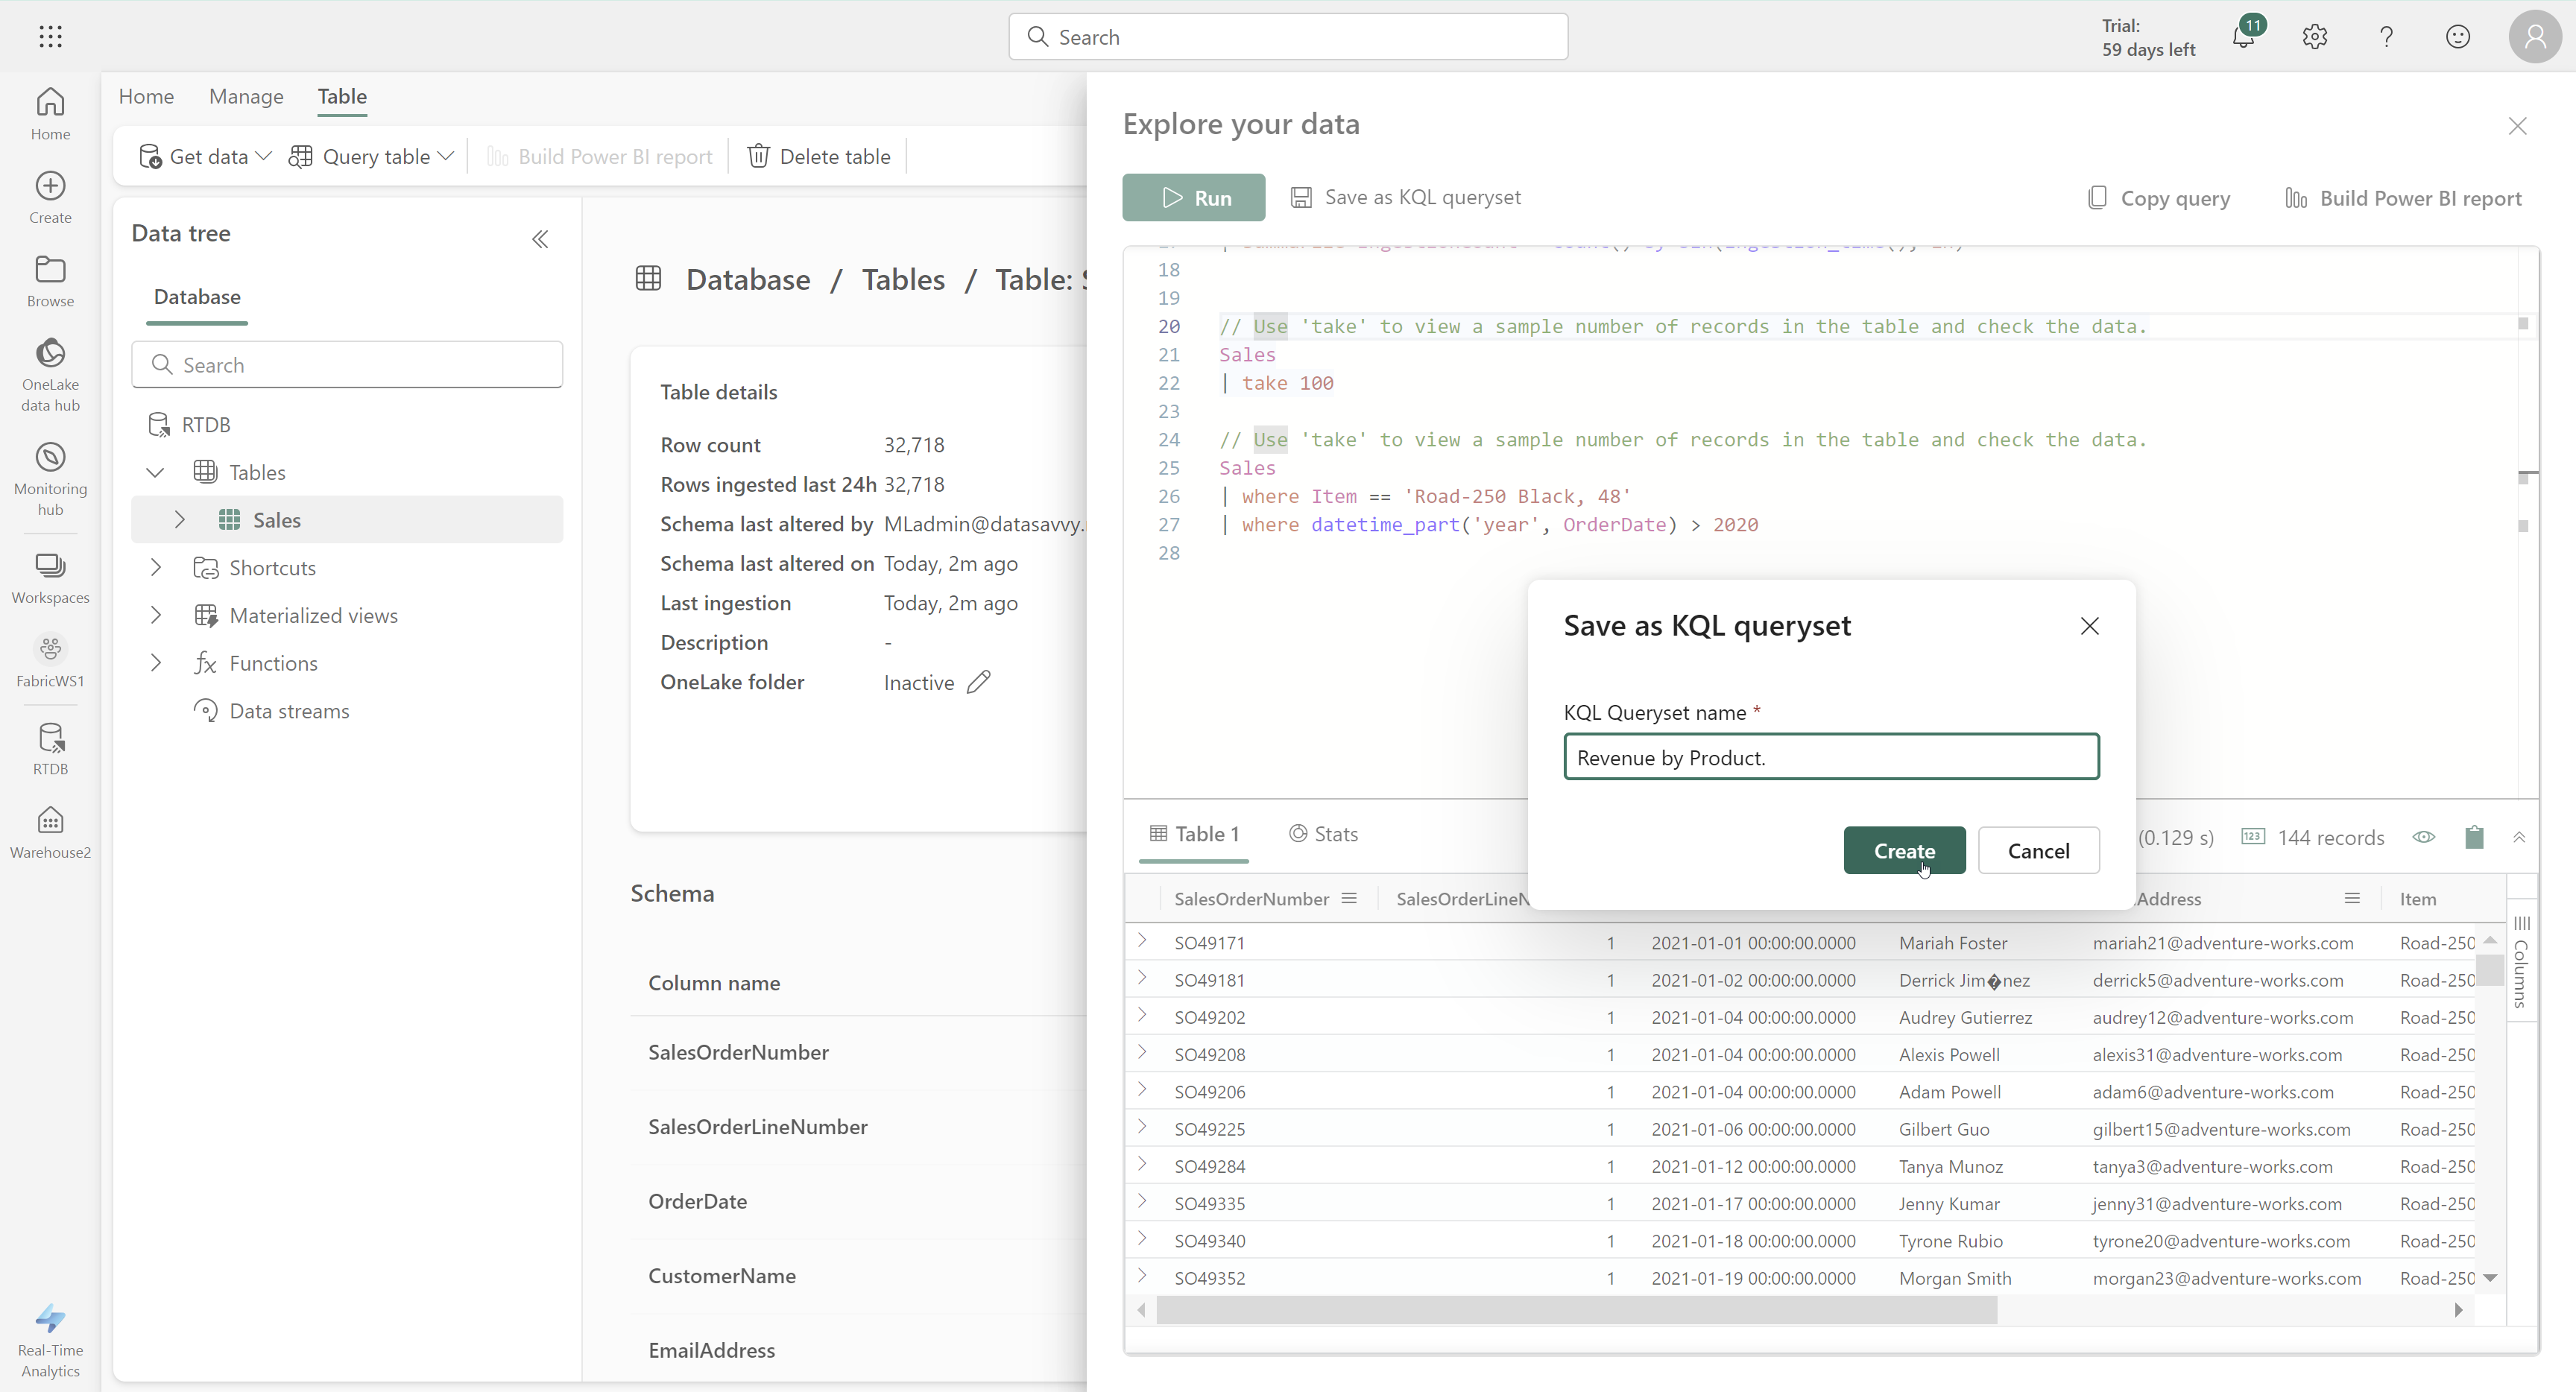 Search
Trial:
59 days left
11
Home
Create
Browse
OneLake
data hub
Monitoring
hub
Workspaces
FabricWS1
RTDB
Warehouse2
Real-Time
Analytics
Home Manage Table
Get data Query table Build Power BI report Delete table
Data tree
Database
Search
RTDB
Tables
Sales
Shortcuts
Materialized views
Functions
Data streams
Database / Tables / Table:
Table details
Row count 32,718
Rows ingested last 24h 32,718
Schema last altered by MLadmin@datasavvy.
Schema last altered on Today, 2m ago
Last ingestion Today, 2m ago
Description -
OneLake folder Inactive
Schema
Column name
SalesOrderNumber
SalesOrderLineNumber
OrderDate
CustomerName
EmailAddress
Explore your data
Run Save as KQL queryset Copy query Build Power BI report
18
19
20 // Use 'take' to view a sample number of records in the table and check the data.
21 Sales
22 | take 100
23
24 // Use 'take' to view a sample number of records in the table and check the data.
25 Sales
26 | where Item == 'Road-250 Black, 48'
27 | where datetime_part('year', OrderDate) > 2020
28
Save as KQL queryset
KQL Queryset name *
Revenue by Product.
Create Cancel
Table 1 Stats (0.129 s) 123 144 records
SalesOrderNumber SalesOrderLineN Address Item
SO49171 1 2021-01-01 00:00:00.0000 Mariah Foster mariah21@adventure-works.com Road-250
SO49181 1 2021-01-02 00:00:00.0000 Derrick Jim�nez derrick5@adventure-works.com Road-250
SO49202 1 2021-01-04 00:00:00.0000 Audrey Gutierrez audrey12@adventure-works.com Road-250
SO49208 1 2021-01-04 00:00:00.0000 Alexis Powell alexis31@adventure-works.com Road-250
SO49206 1 2021-01-04 00:00:00.0000 Adam Powell adam6@adventure-works.com Road-250
SO49225 1 2021-01-06 00:00:00.0000 Gilbert Guo gilbert15@adventure-works.com Road-250
SO49284 1 2021-01-12 00:00:00.0000 Tanya Munoz tanya3@adventure-works.com Road-250
SO49335 1 2021-01-17 00:00:00.0000 Jenny Kumar jenny31@adventure-works.com Road-250
SO49340 1 2021-01-18 00:00:00.0000 Tyrone Rubio tyrone20@adventure-works.com Road-250
SO49352 1 2021-01-19 00:00:00.0000 Morgan Smith morgan23@adventure-works.com Road-250
Columns